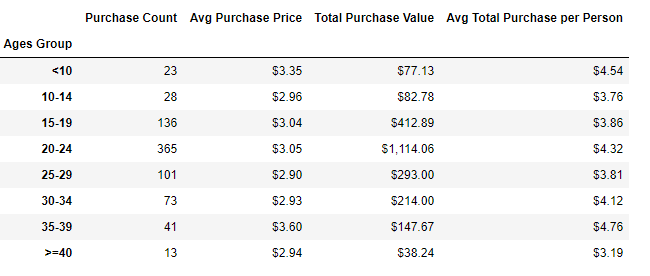 Purchase Count Avg Purchase Price Total Purchase Value Avg Total Purchase per Person
Ages Group
<10 23 $3.35 $77.13 $4.54
10-14 28 $2.96 $82.78 $3.76
15-19 136 $3.04 $412.89 $3.86
20-24 365 $3.05 $1,114.06 $4.32
25-29 101 $2.90 $293.00 $3.81
30-34 73 $2.93 $214.00 $4.12
35-39 41 $3.60 $147.67 $4.76
>=40 13 $2.94 $38.24 $3.19